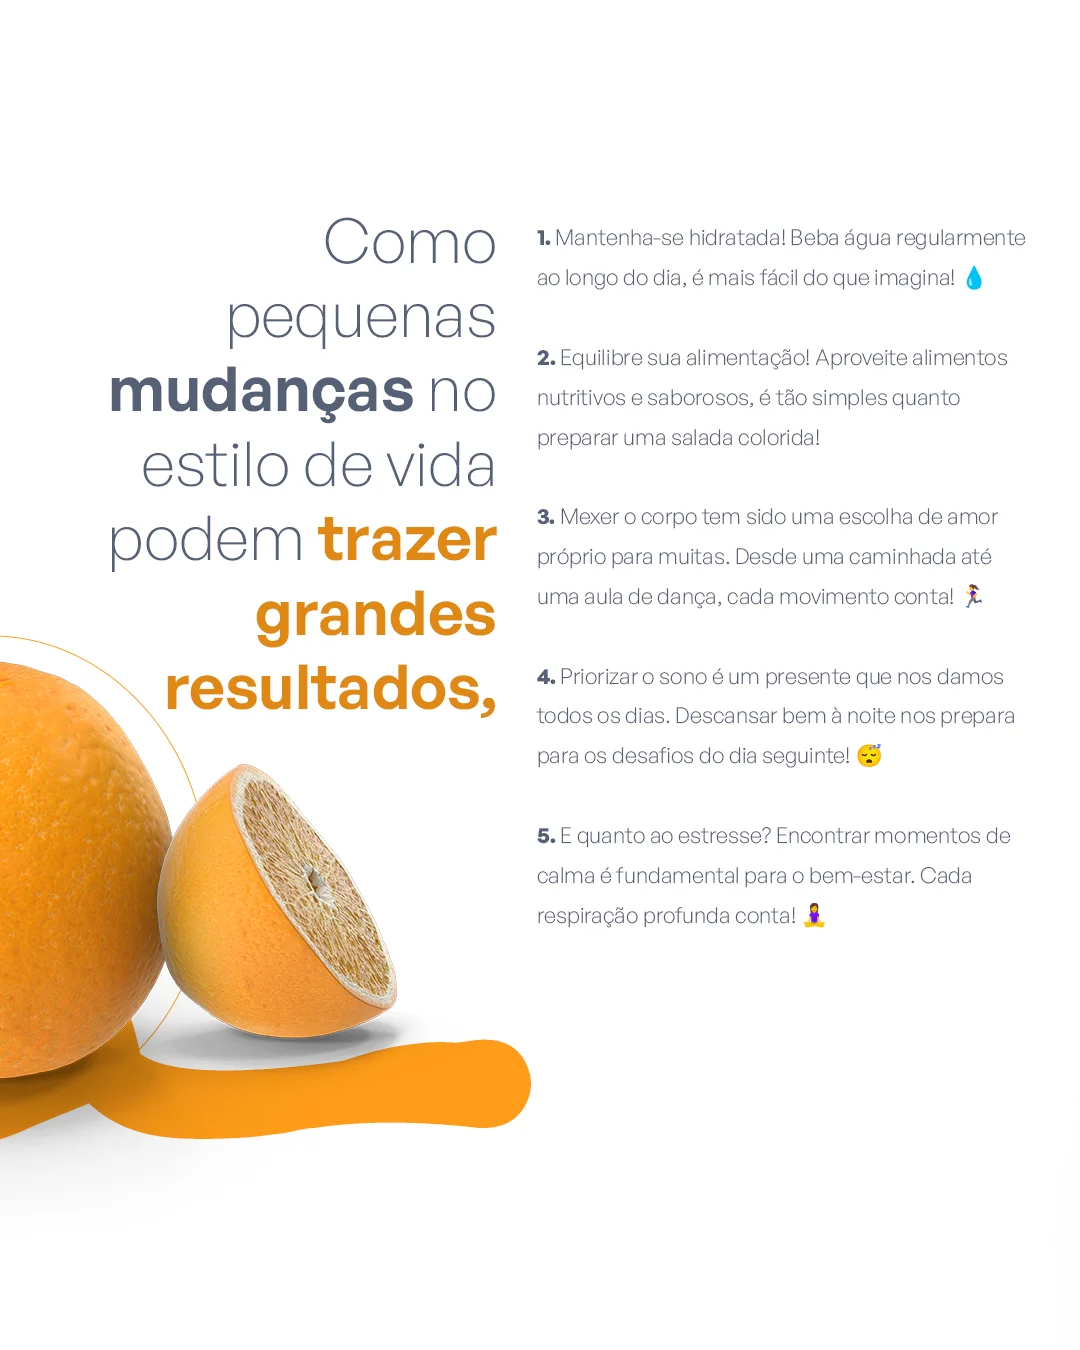 Como
pequenas
mudanças no
estilo de vida
podem trazer
grandes
resultados,
1. Mantenha-se hidratada! Beba água regularmente
ao longo do dia, é mais fácil do que imagina! 💧
2. Equilibre sua alimentação! Aproveite alimentos
nutritivos e saborosos, é tão simples quanto
preparar uma salada colorida!
3. Mexer o corpo tem sido uma escolha de amor
próprio para muitas. Desde uma caminhada até
uma aula de dança, cada movimento conta! 🏃‍♀️
4. Priorizar o sono é um presente que nos damos
todos os dias. Descansar bem à noite nos prepara
para os desafios do dia seguinte! 😴
5. E quanto ao estresse? Encontrar momentos de
calma é fundamental para o bem-estar. Cada
respiração profunda conta! 🧘‍♀️